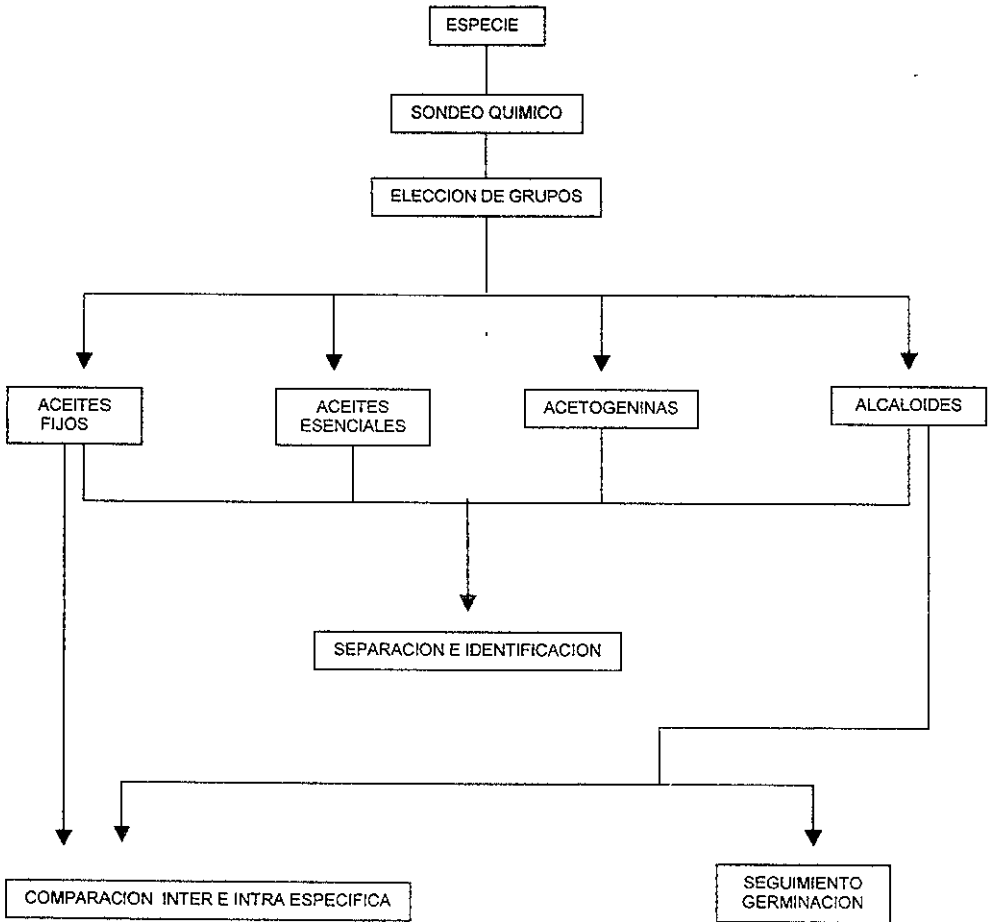 ESPECIE
SONDEO QUIMICO
ELECCION DE GRUPOS
ACEITES
FIJOS
ACEITES
ESENCIALES
ACETOGENINAS
ALCALOIDES
SEPARACION E IDENTIFICACION
COMPARACION INTER E INTRA ESPECIFICA
SEGUIMIENTO
GERMINACION